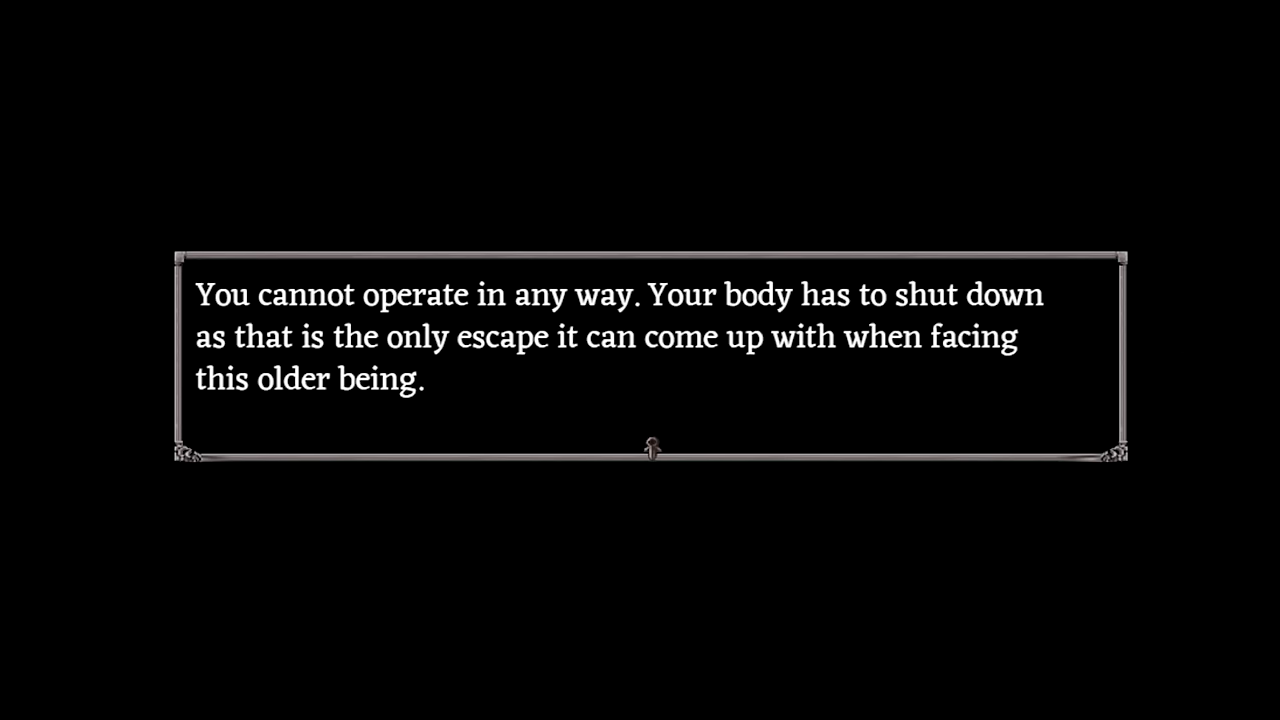 You cannot operate in any way. Your body has to shut down
as that is the only escape it can come up with when facing
this older being.